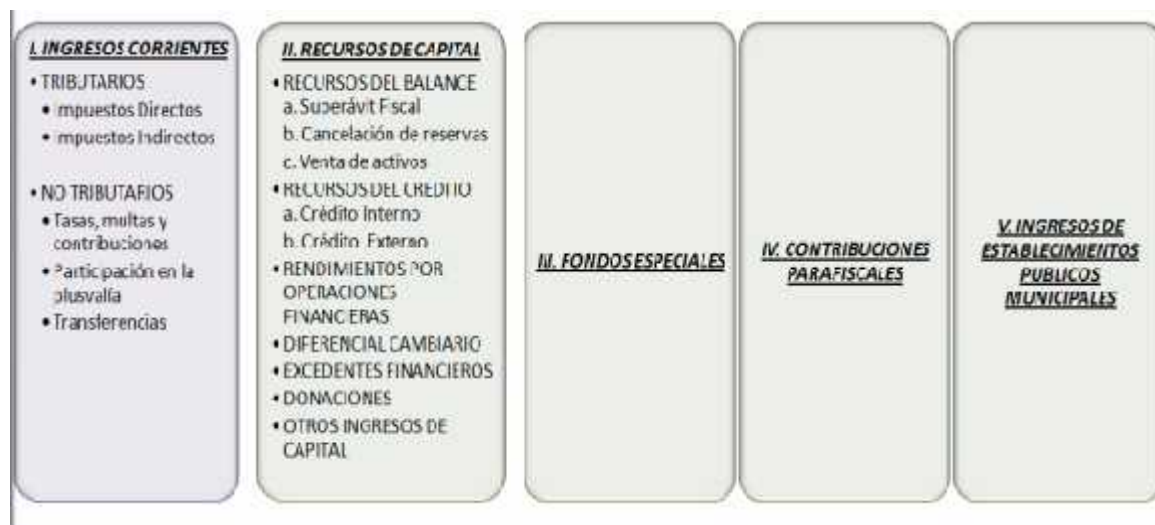 I. INGRESOS CORRIENTES
• TRIBUTARIOS
• Impuestos Directos
• Impuestos Indirectos
• NO TRIBUTARIOS
• Tasas, multas y
contribuciones
• Participación en la
plusvalía
• Transferencias
II. RECURSOS DE CAPITAL
• RECURSOS DEL BALANCE
a. Superávit Fiscal
b. Cancelación de reservas
c. Venta de activos
• RECURSOS DEL CREDITO
a. Crédito Interno
b. Crédito Externo
• RENDIMIENTOS POR
OPERACIONES
FINANCIERAS
• DIFERENCIAL CAMBIARIO
• EXCEDENTES FINANCIEROS
• DONACIONES
• OTROS INGRESOS DE
CAPITAL
III. FONDOS ESPECIALES
IV. CONTRIBUCIONES
PARAFISCALES
V. INGRESOS DE
ESTABLECIMIENTOS
PUBLICOS
MUNICIPALES